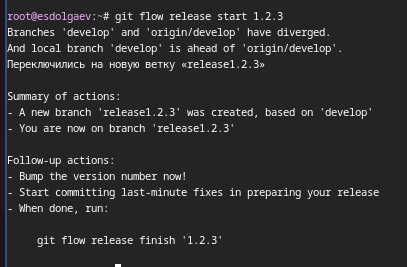 root@esdolgaev:~# git flow release start 1.2.3
Branches 'develop' and 'origin/develop' have diverged.
And local branch 'develop' is ahead of 'origin/develop'.
Переключились на новую ветку «release1.2.3»
Summary of actions:
- A new branch 'release1.2.3' was created, based on 'develop'
- You are now on branch 'release1.2.3'
Follow-up actions:
- Bump the version number now!
- Start committing last-minute fixes in preparing your release
- When done, run:
git flow release finish '1.2.3'